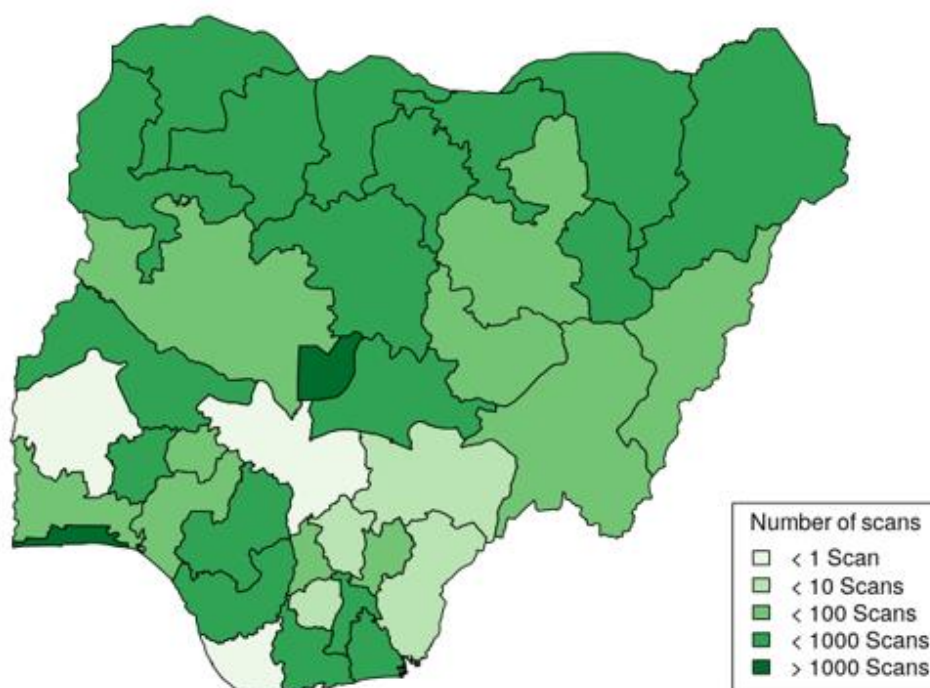 Number of scans
< 1 Scan
< 10 Scans
< 100 Scans
< 1000 Scans
> 1000 Scans